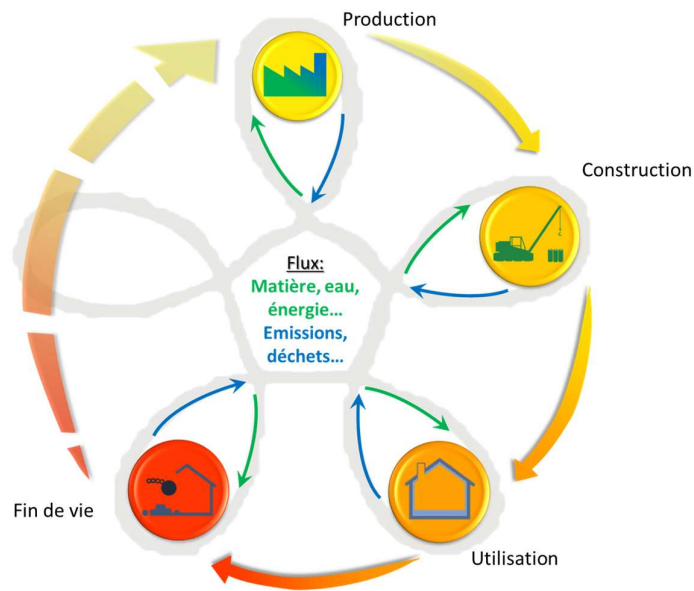 Production
Construction
Flux:
Matière, eau,
énergie...
Emissions,
déchets...
Fin de vie
Utilisation